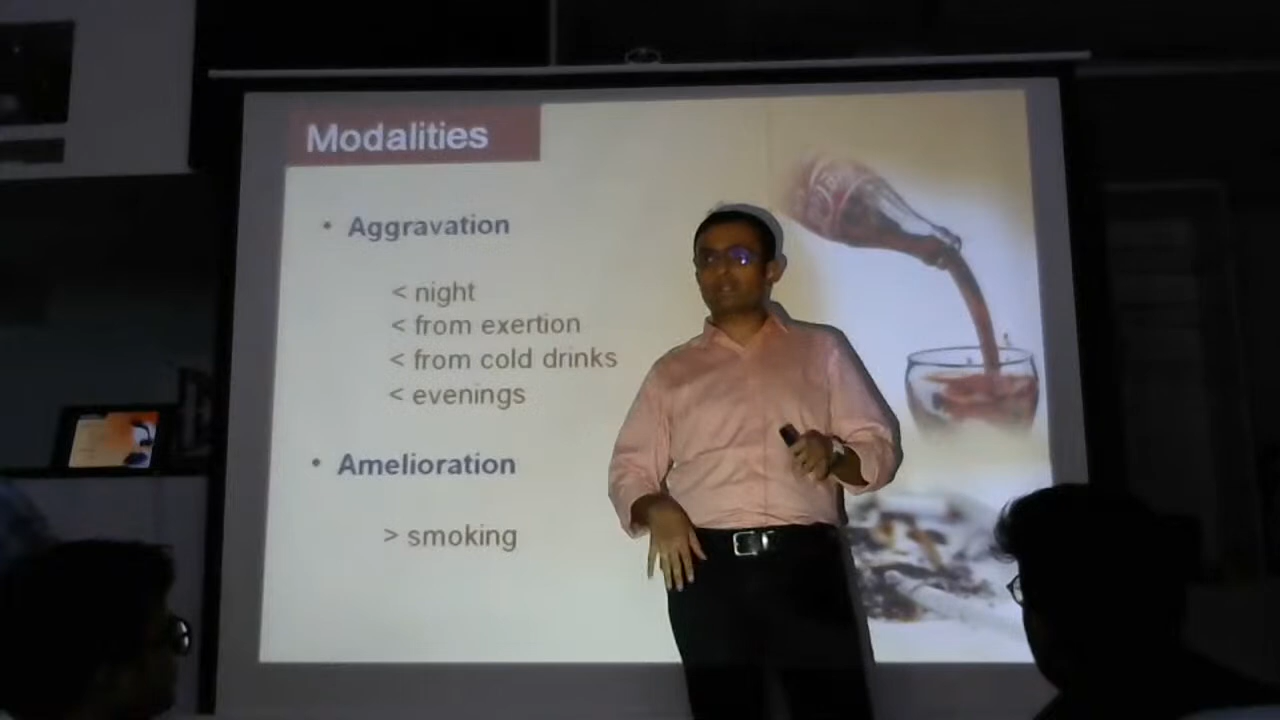 Modalities
• Aggravation
< night
< from exertion
< from cold drinks
< evenings
• Amelioration
> smoking